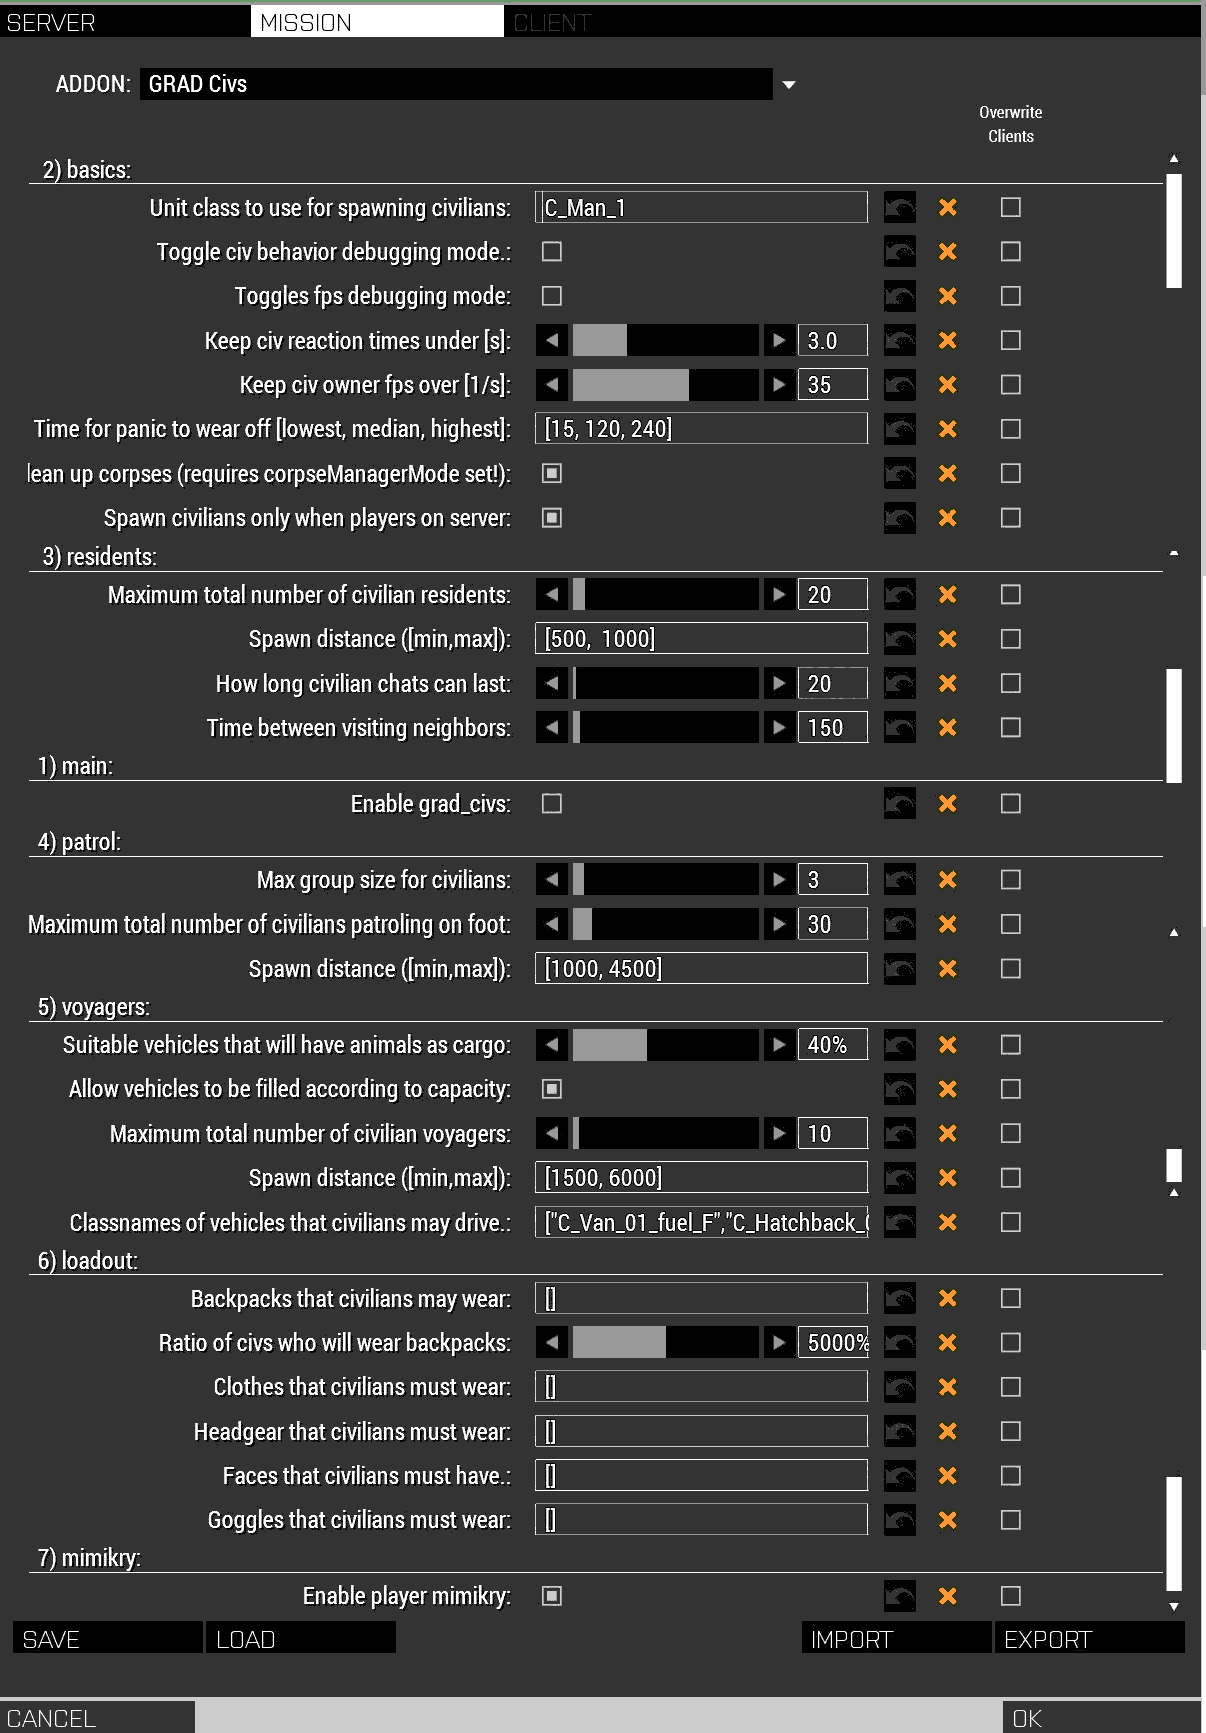 SERVER MISSION CLIENT
ADDON: GRAD Civs
Overwrite
Clients
2) basics:
Unit class to use for spawning civilians: C_Man_1
Toggle civ behavior debugging mode.:
Toggles fps debugging mode:
Keep civ reaction times under [s]: 3.0
Keep civ owner fps over [1/s]: 35
Time for panic to wear off [lowest, median, highest]: [15, 120, 240]
lean up corpses (requires corpseManagerMode set!):
Spawn civilians only when players on server:
3) residents:
Maximum total number of civilian residents: 20
Spawn distance ([min,max]): [500,  1000]
How long civilian chats can last: 20
Time between visiting neighbors: 150
1) main:
Enable grad_civs:
4) patrol:
Max group size for civilians: 3
Maximum total number of civilians patroling on foot: 30
Spawn distance ([min,max]): [1000, 4500]
5) voyagers:
Suitable vehicles that will have animals as cargo: 40%
Allow vehicles to be filled according to capacity:
Maximum total number of civilian voyagers: 10
Spawn distance ([min,max]): [1500, 6000]
Classnames of vehicles that civilians may drive.: ["C_Van_01_fuel_F","C_Hatchback_0
6) loadout:
Backpacks that civilians may wear: []
Ratio of civs who will wear backpacks: 5000%
Clothes that civilians must wear: []
Headgear that civilians must wear: []
Faces that civilians must have.: []
Goggles that civilians must wear: []
7) mimikry:
Enable player mimikry:
SAVE LOAD IMPORT EXPORT
CANCEL OK